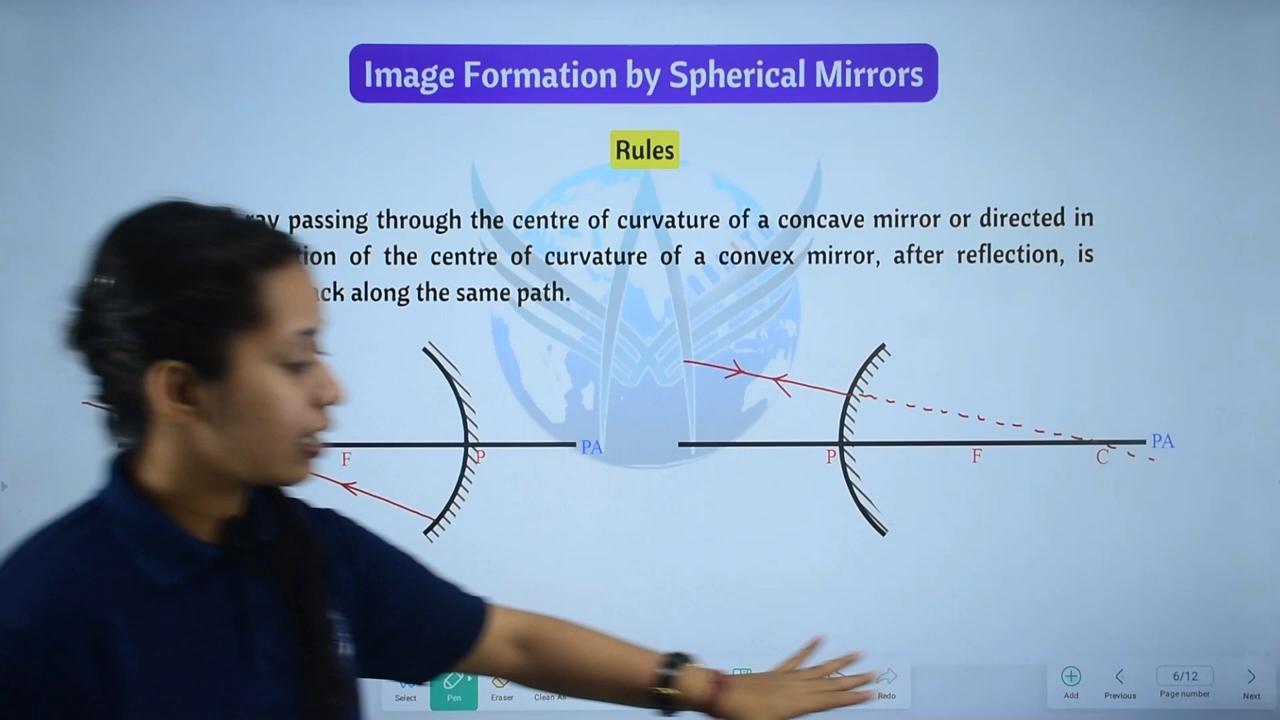 Image Formation by Spherical Mirrors
Rules
ray passing through the centre of curvature of a concave mirror or directed in
of the centre of curvature of a convex mirror, after reflection, is
along the same path.
F P PA
P F C PA
Select Pen Eraser Redo
Add Previous 6/12 Page number Next